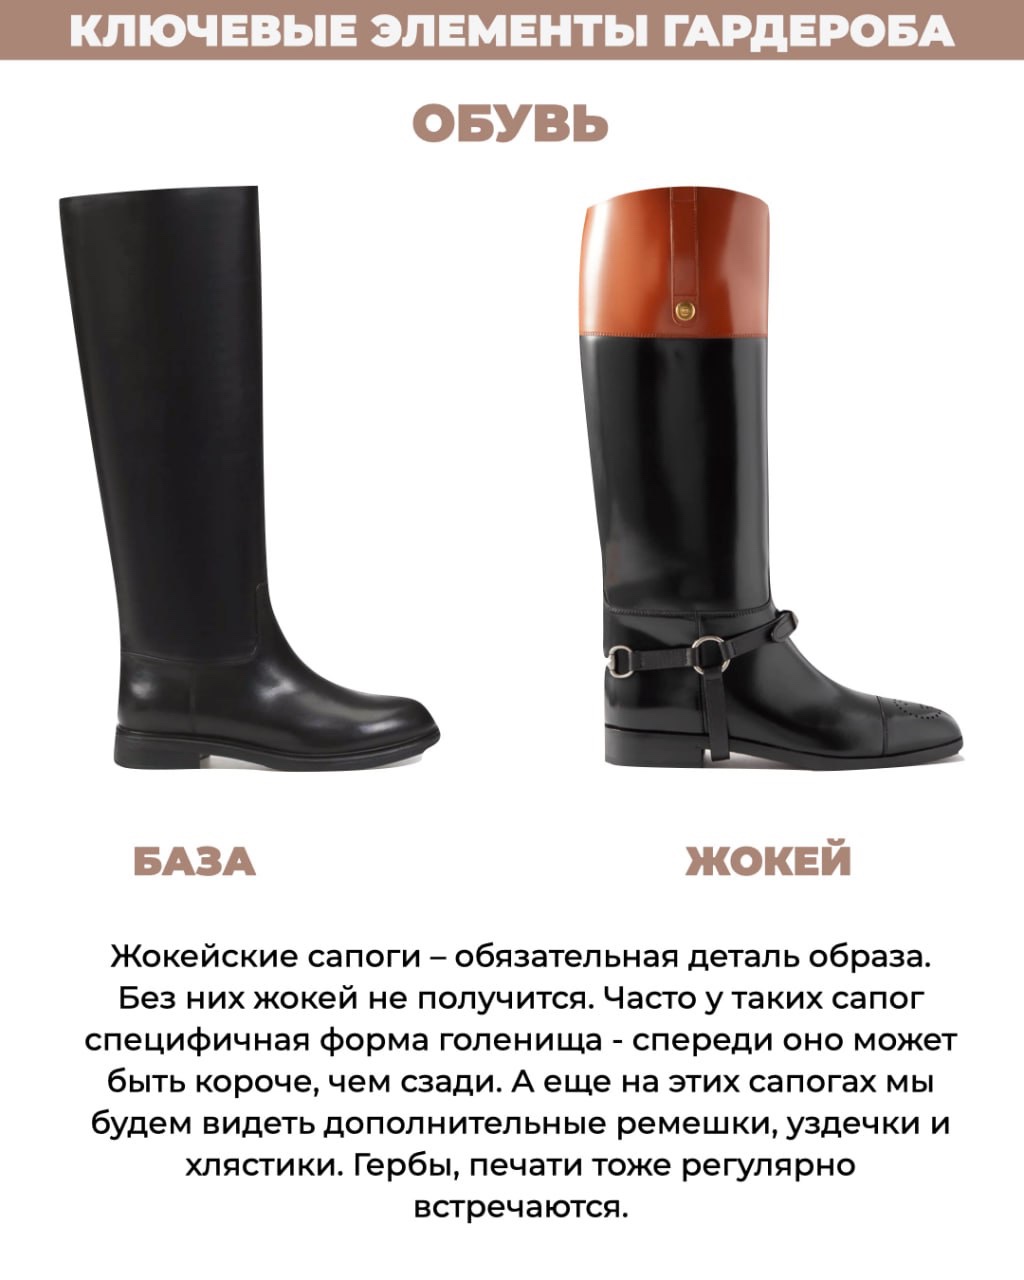 КЛЮЧЕВЫЕ ЭЛЕМЕНТЫ ГАРДЕРОБА
ОБУВЬ
БАЗА
ЖОКЕЙ
Жокейские сапоги – обязательная деталь образа.
Без них жокей не получится. Часто у таких сапог
специфичная форма голенища - спереди оно может
быть короче, чем сзади. А еще на этих сапогах мы
будем видеть дополнительные ремешки, уздечки и
хлястики. Гербы, печати тоже регулярно
встречаются.